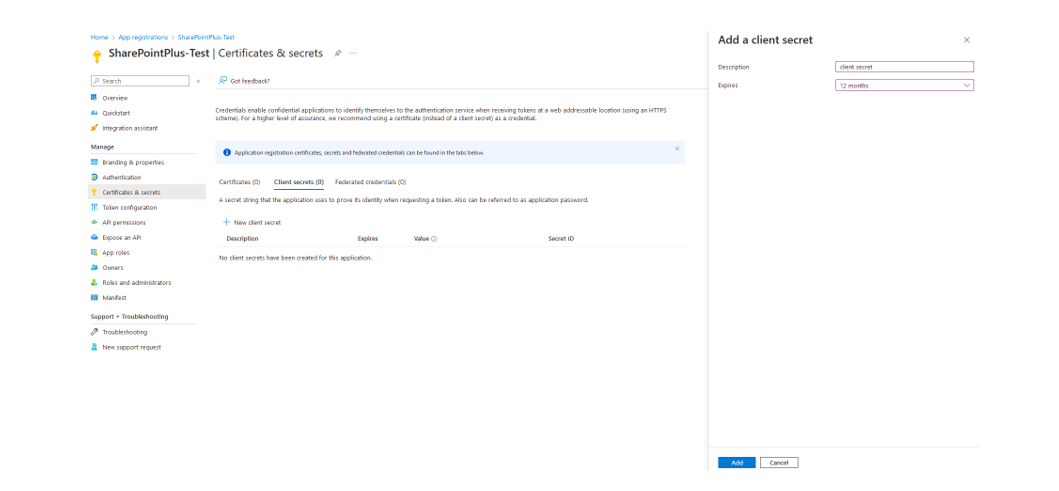 Home > App registrations > SharePointPlus-Test
SharePointPlus-Test | Certificates & secrets
Search
Got feedback?
Overview
Quickstart
Integration assistant
Manage
Branding & properties
Authentication
Certificates & secrets
Token configuration
API permissions
Expose an API
App roles
Owners
Roles and administrators
Manifest
Support + Troubleshooting
Troubleshooting
New support request
Credentials enable confidential applications to identify themselves to the authentication service when receiving tokens at a web addressable location (using an HTTPS
scheme). For a higher level of assurance, we recommend using a certificate (instead of a client secret) as a credential.
Application registration certificates, secrets and federated credentials can be found in the tabs below.
Certificates (0) Client secrets (0) Federated credentials (0)
A secret string that the application uses to prove its identity when requesting a token. Also can be referred to as application password.
New client secret
Description Expires Value Secret ID
No client secrets have been created for this application.
Add a client secret
Description client secret
Expires 12 months
Add Cancel